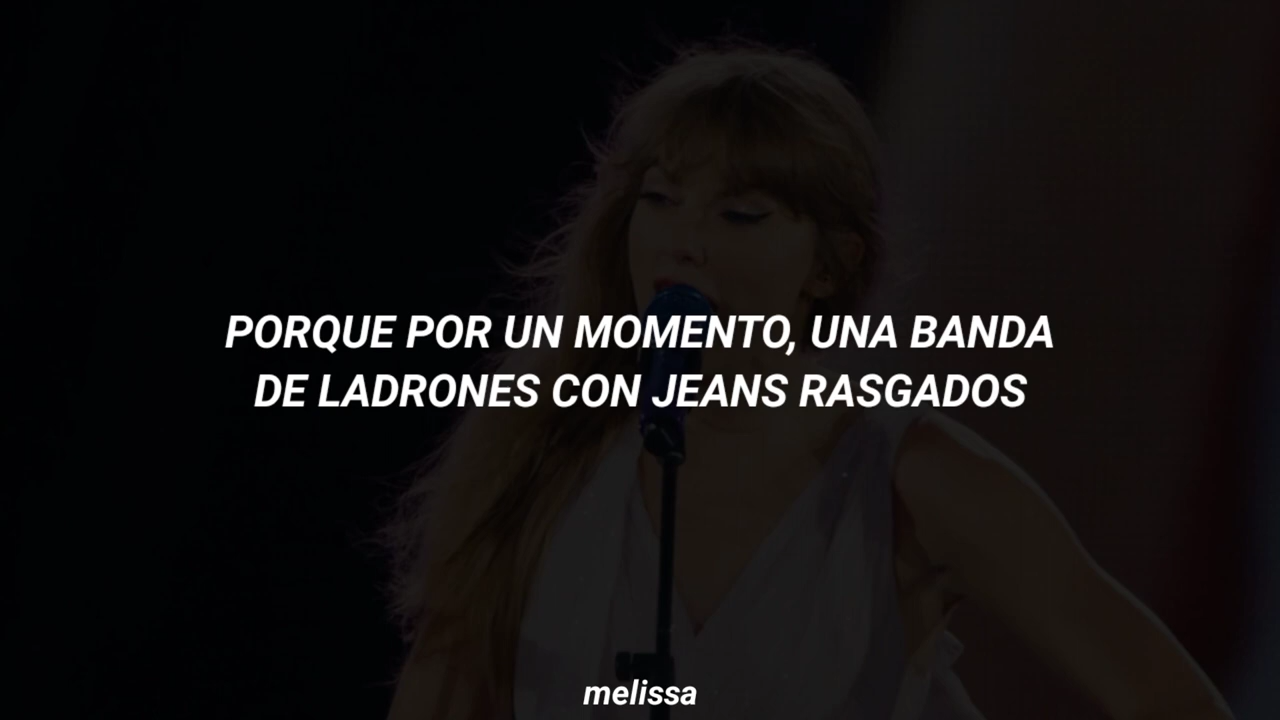 PORQUE POR UN MOMENTO, UNA BANDA
DE LADRONES CON JEANS RASGADOS
melissa